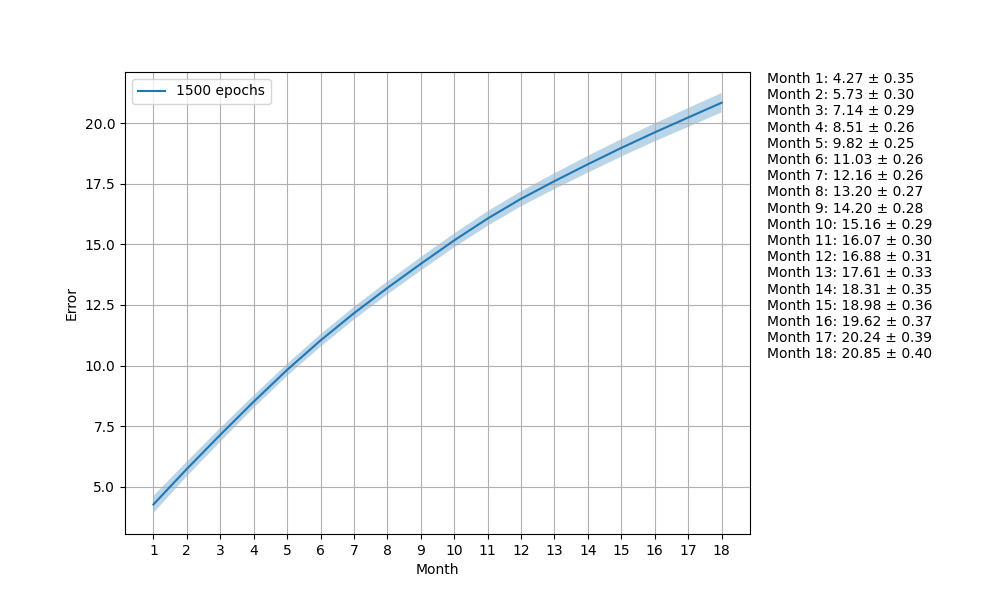 1500 epochs
20.0
17.5
15.0
12.5
10.0
7.5
5.0
Error
1 2 3 4 5 6 7 8 9 10 11 12 13 14 15 16 17 18
Month
Month 1: 4.27 ± 0.35
Month 2: 5.73 ± 0.30
Month 3: 7.14 ± 0.29
Month 4: 8.51 ± 0.26
Month 5: 9.82 ± 0.25
Month 6: 11.03 ± 0.26
Month 7: 12.16 ± 0.26
Month 8: 13.20 ± 0.27
Month 9: 14.20 ± 0.28
Month 10: 15.16 ± 0.29
Month 11: 16.07 ± 0.30
Month 12: 16.88 ± 0.31
Month 13: 17.61 ± 0.33
Month 14: 18.31 ± 0.35
Month 15: 18.98 ± 0.36
Month 16: 19.62 ± 0.37
Month 17: 20.24 ± 0.39
Month 18: 20.85 ± 0.40